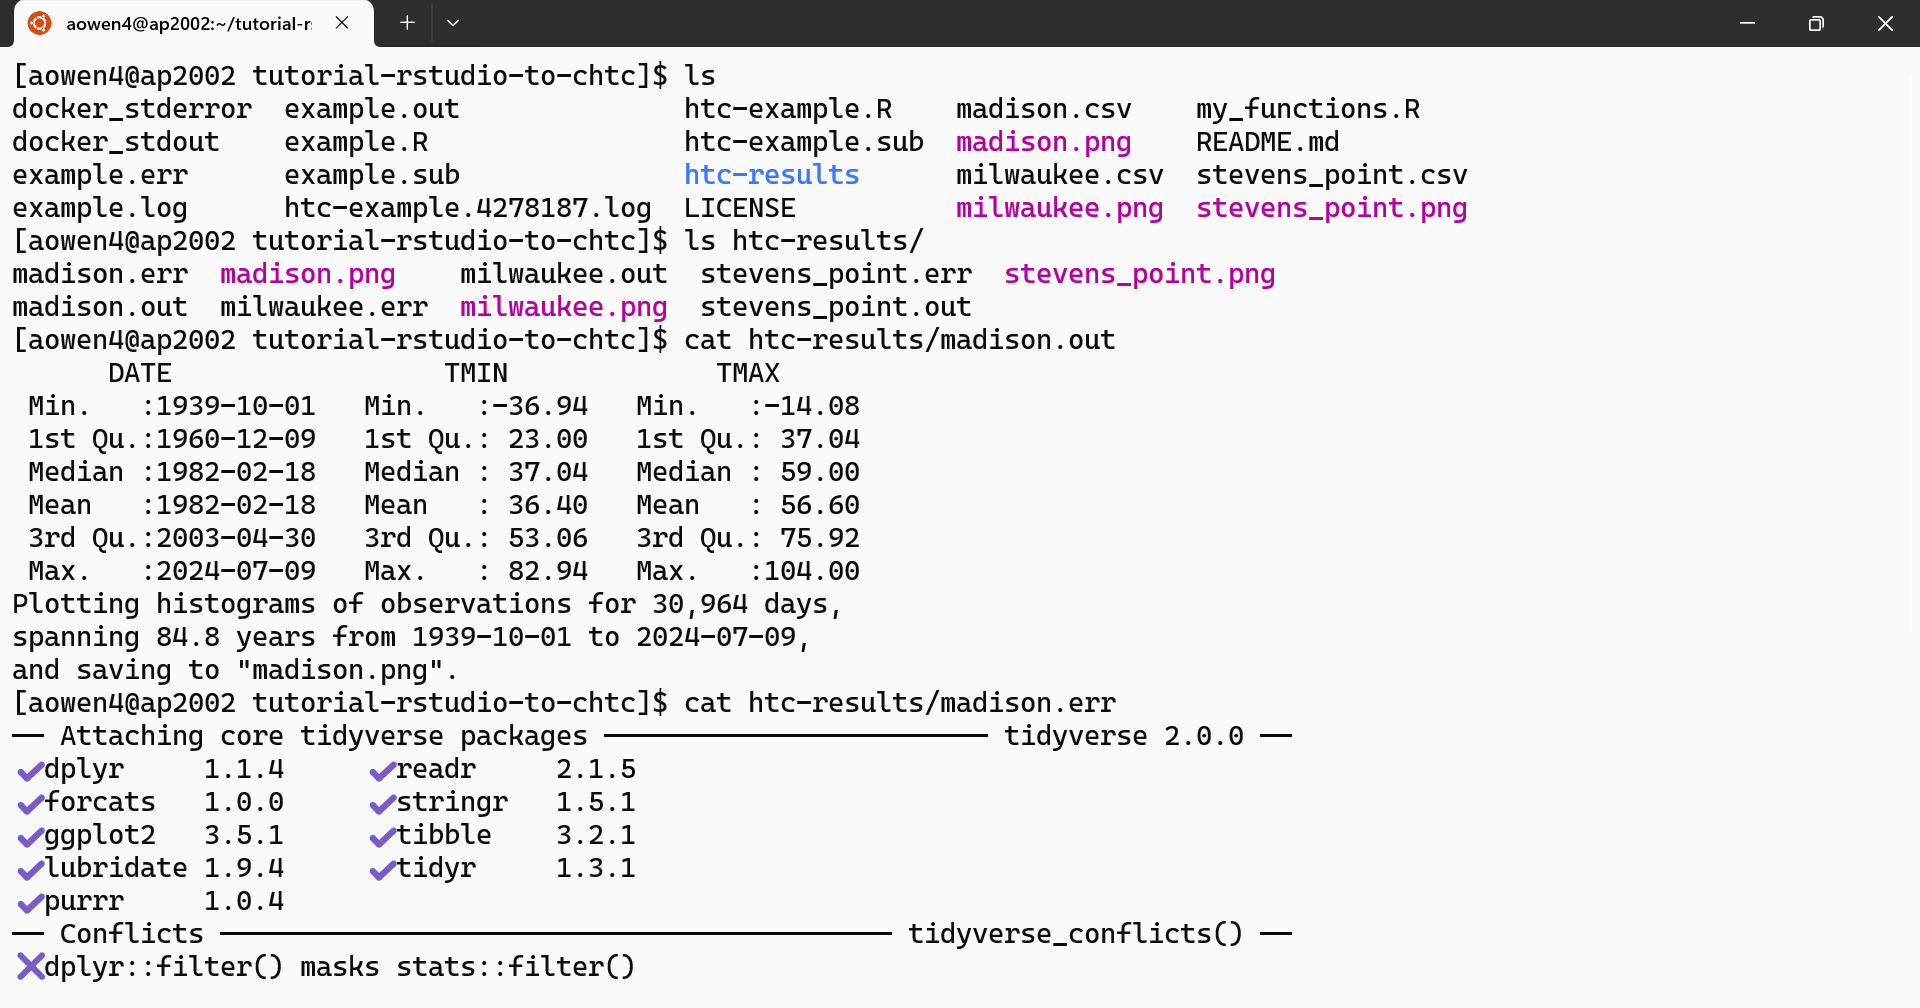 aowen4@ap2002:~/tutorial-r
[aowen4@ap2002 tutorial-rstudio-to-chtc]$ ls
docker_stderror  example.out              htc-example.R    madison.csv    my_functions.R
docker_stdout    example.R                htc-example.sub  madison.png    README.md
example.err      example.sub              htc-results      milwaukee.csv  stevens_point.csv
example.log      htc-example.4278187.log  LICENSE          milwaukee.png  stevens_point.png
[aowen4@ap2002 tutorial-rstudio-to-chtc]$ ls htc-results/
madison.err  madison.png    milwaukee.out  stevens_point.err  stevens_point.png
madison.out  milwaukee.err  milwaukee.png  stevens_point.out
[aowen4@ap2002 tutorial-rstudio-to-chtc]$ cat htc-results/madison.out
      DATE                 TMIN             TMAX
 Min.   :1939-10-01   Min.   :-36.94   Min.   :-14.08
 1st Qu.:1960-12-09   1st Qu.: 23.00   1st Qu.: 37.04
 Median :1982-02-18   Median : 37.04   Median : 59.00
 Mean   :1982-02-18   Mean   : 36.40   Mean   : 56.60
 3rd Qu.:2003-04-30   3rd Qu.: 53.06   3rd Qu.: 75.92
 Max.   :2024-07-09   Max.   : 82.94   Max.   :104.00
Plotting histograms of observations for 30,964 days,
spanning 84.8 years from 1939-10-01 to 2024-07-09,
and saving to "madison.png".
[aowen4@ap2002 tutorial-rstudio-to-chtc]$ cat htc-results/madison.err
── Attaching core tidyverse packages ──────────────────────── tidyverse 2.0.0 ──
✔ dplyr     1.1.4     ✔ readr     2.1.5
✔ forcats   1.0.0     ✔ stringr   1.5.1
✔ ggplot2   3.5.1     ✔ tibble    3.2.1
✔ lubridate 1.9.4     ✔ tidyr     1.3.1
✔ purrr     1.0.4
── Conflicts ────────────────────────────────────────── tidyverse_conflicts() ──
✖ dplyr::filter() masks stats::filter()